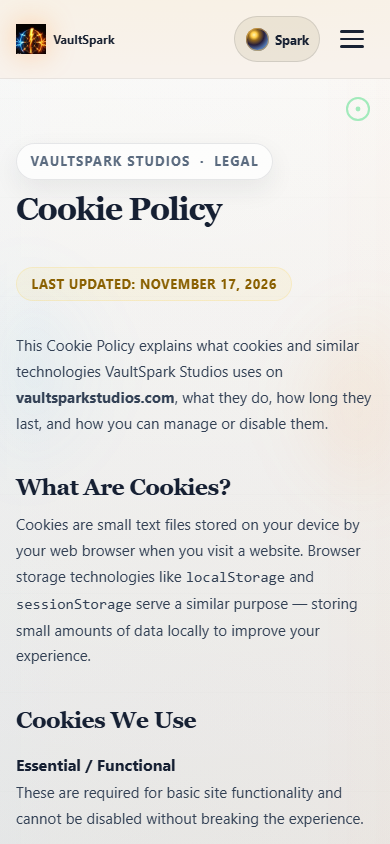 VaultSpark
Spark
VAULTSPARK STUDIOS · LEGAL
Cookie Policy
LAST UPDATED: NOVEMBER 17, 2026
This Cookie Policy explains what cookies and similar
technologies VaultSpark Studios uses on
vaultsparkstudios.com, what they do, how long they
last, and how you can manage or disable them.
What Are Cookies?
Cookies are small text files stored on your device by
your web browser when you visit a website. Browser
storage technologies like localStorage and
sessionStorage serve a similar purpose — storing
small amounts of data locally to improve your
experience.
Cookies We Use
Essential / Functional
These are required for basic site functionality and
cannot be disabled without breaking the experience.